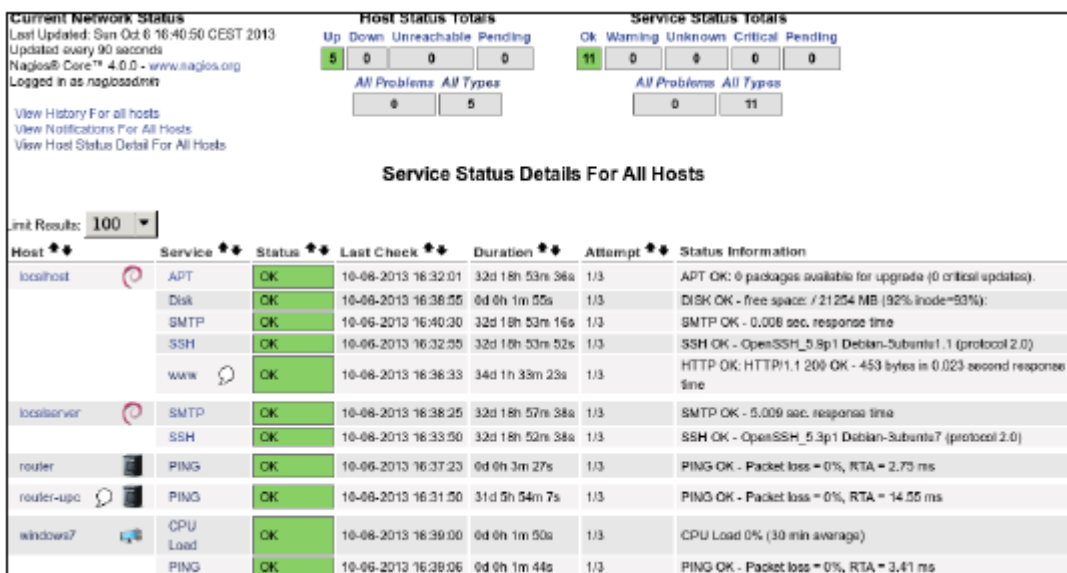 Current Network Status
Last Updated: Sun Oct 6 16:40:50 CEST 2013
Updated every 90 seconds
Nagios® Core™ 4.0.0 - www.nagios.org
Logged in as nagiosadmin
View History For all hosts
View Notifications For All Hosts
View Host Status Detail For All Hosts
Host Status Totals
Up Down Unreachable Pending
5 0 0 0
All Problems All Types
0 5
Service Status Totals
Ok Warning Unknown Critical Pending
11 0 0 0 0
All Problems All Types
0 11
Service Status Details For All Hosts
Limit Results: 100
Host Service Status Last Check Duration Attempt Status Information
localhost APT OK 10-06-2013 16:32:01 32d 18h 53m 36s 1/3 APT OK: 0 packages available for upgrade (0 critical updates).
Disk OK 10-06-2013 16:38:55 0d 0h 1m 55s 1/3 DISK OK - free space: / 21254 MB (92% inode=93%):
SMTP OK 10-06-2013 16:40:30 32d 18h 53m 16s 1/3 SMTP OK - 0.008 sec. response time
SSH OK 10-06-2013 16:32:55 32d 18h 53m 52s 1/3 SSH OK - OpenSSH_5.9p1 Debian-5ubuntu1.1 (protocol 2.0)
www OK 10-06-2013 16:36:33 34d 1h 33m 23s 1/3 HTTP OK: HTTP/1.1 200 OK - 453 bytes in 0.023 second response
time
localserver SMTP OK 10-06-2013 16:38:25 32d 18h 57m 38s 1/3 SMTP OK - 5.009 sec. response time
SSH OK 10-06-2013 16:33:50 32d 18h 52m 38s 1/3 SSH OK - OpenSSH_5.3p1 Debian-3ubuntu7 (protocol 2.0)
router PING OK 10-06-2013 16:37:23 0d 0h 3m 27s 1/3 PING OK - Packet loss = 0%, RTA = 2.75 ms
router-upc PING OK 10-06-2013 16:31:50 31d 5h 54m 7s 1/3 PING OK - Packet loss = 0%, RTA = 14.55 ms
windows7 CPU
Load OK 10-06-2013 16:39:00 0d 0h 1m 50s 1/3 CPU Load 0% (30 min average)
PING OK 10-06-2013 16:39:06 0d 0h 1m 44s 1/3 PING OK - Packet loss = 0%, RTA = 3.41 ms